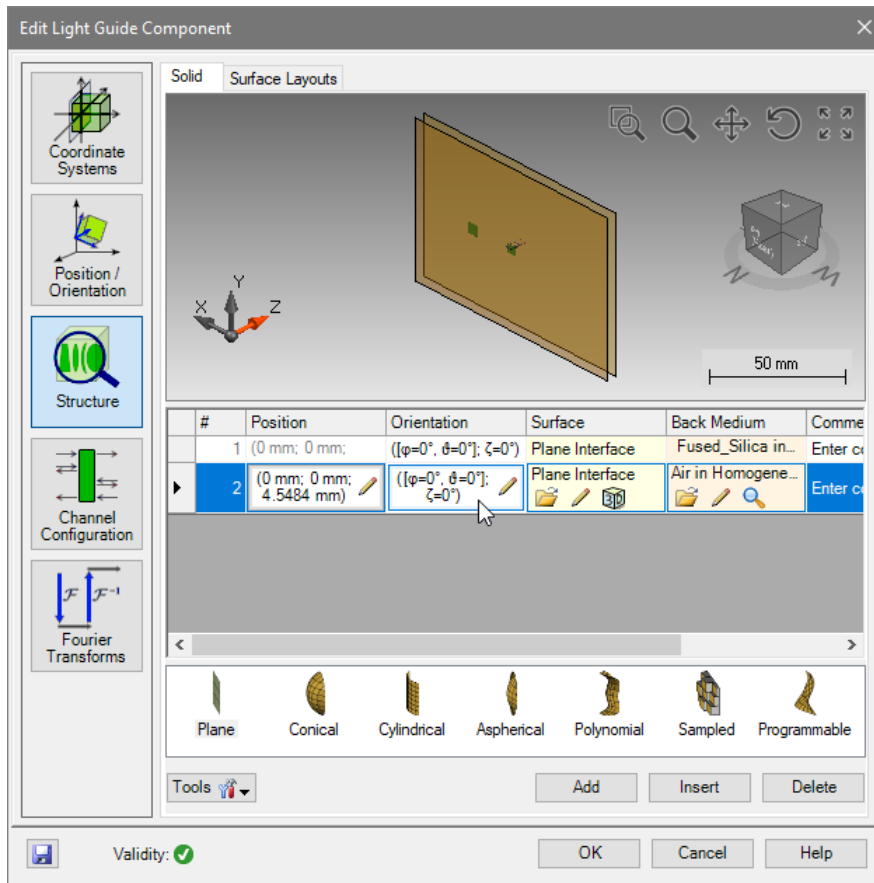 Edit Light Guide Component
Coordinate
Systems
Position /
Orientation
Structure
Channel
Configuration
Fourier
Transforms
Solid
Surface Layouts
Y
X
Z
50 mm
# Position Orientation Surface Back Medium Comme
1 (0 mm; 0 mm; ([φ=0°, ϑ=0°]; ζ=0°) Plane Interface Fused_Silica in... Enter co
2 (0 mm; 0 mm; 4.5484 mm) ([φ=0°, ϑ=0°]; ζ=0°) Plane Interface Air in Homogene... Enter co
3D
Plane Conical Cylindrical Aspherical Polynomial Sampled Programmable
Tools Add Insert Delete
Validity: OK Cancel Help